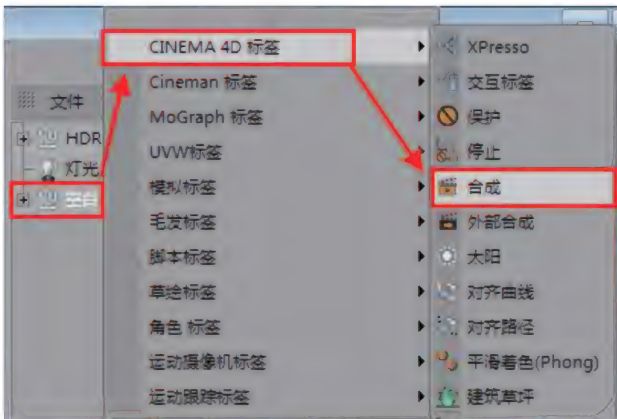 CINEMA 4D 标签
Cineman 标签
MoGraph 标签
UVW标签
模拟标签
毛发标签
脚本标签
草绘标签
角色 标签
运动摄像机标签
运动跟踪标签
XPresso
交互标签
保护
停止
合成
外部合成
太阳
对齐曲线
对齐路径
平滑着色(Phong)
建筑草坪
文件
HDR
灯光
空白